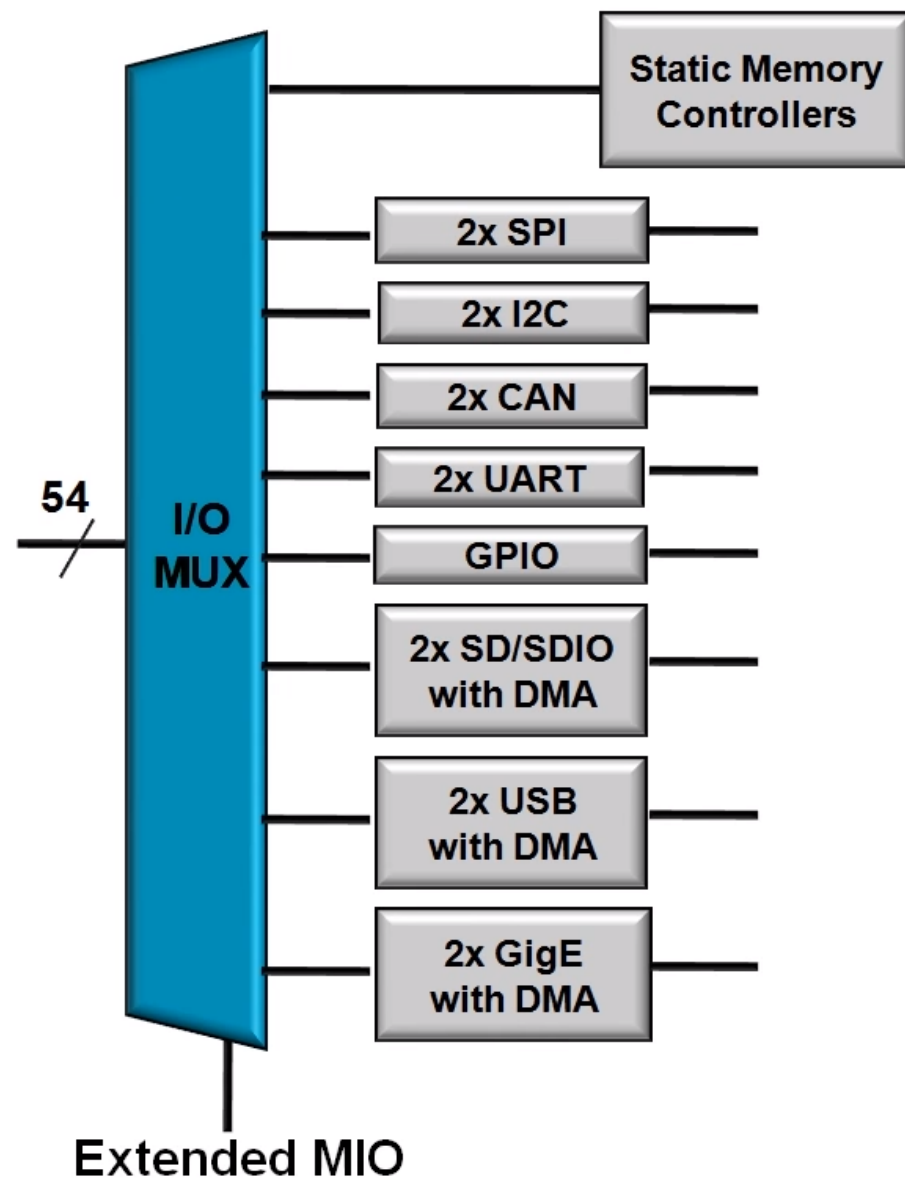 Static Memory
Controllers
2x SPI
2x I2C
2x CAN
2x UART
54
I/O
MUX
GPIO
2x SD/SDIO
with DMA
2x USB
with DMA
2x GigE
with DMA
Extended MIO